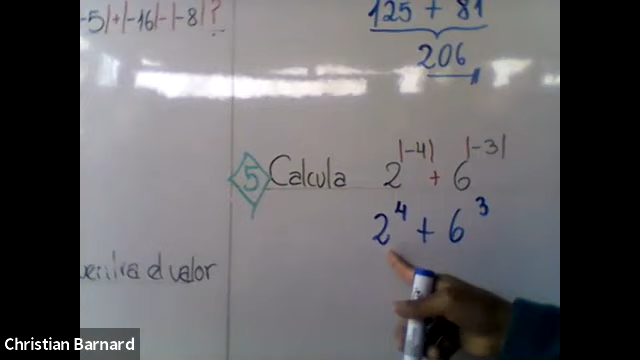 -5|+|-16|-|-8|?
125 + 81
206
5 Calcula 2^|-4| + 6^|-3|
2^4 + 6^3
el valor
Christian Barnard